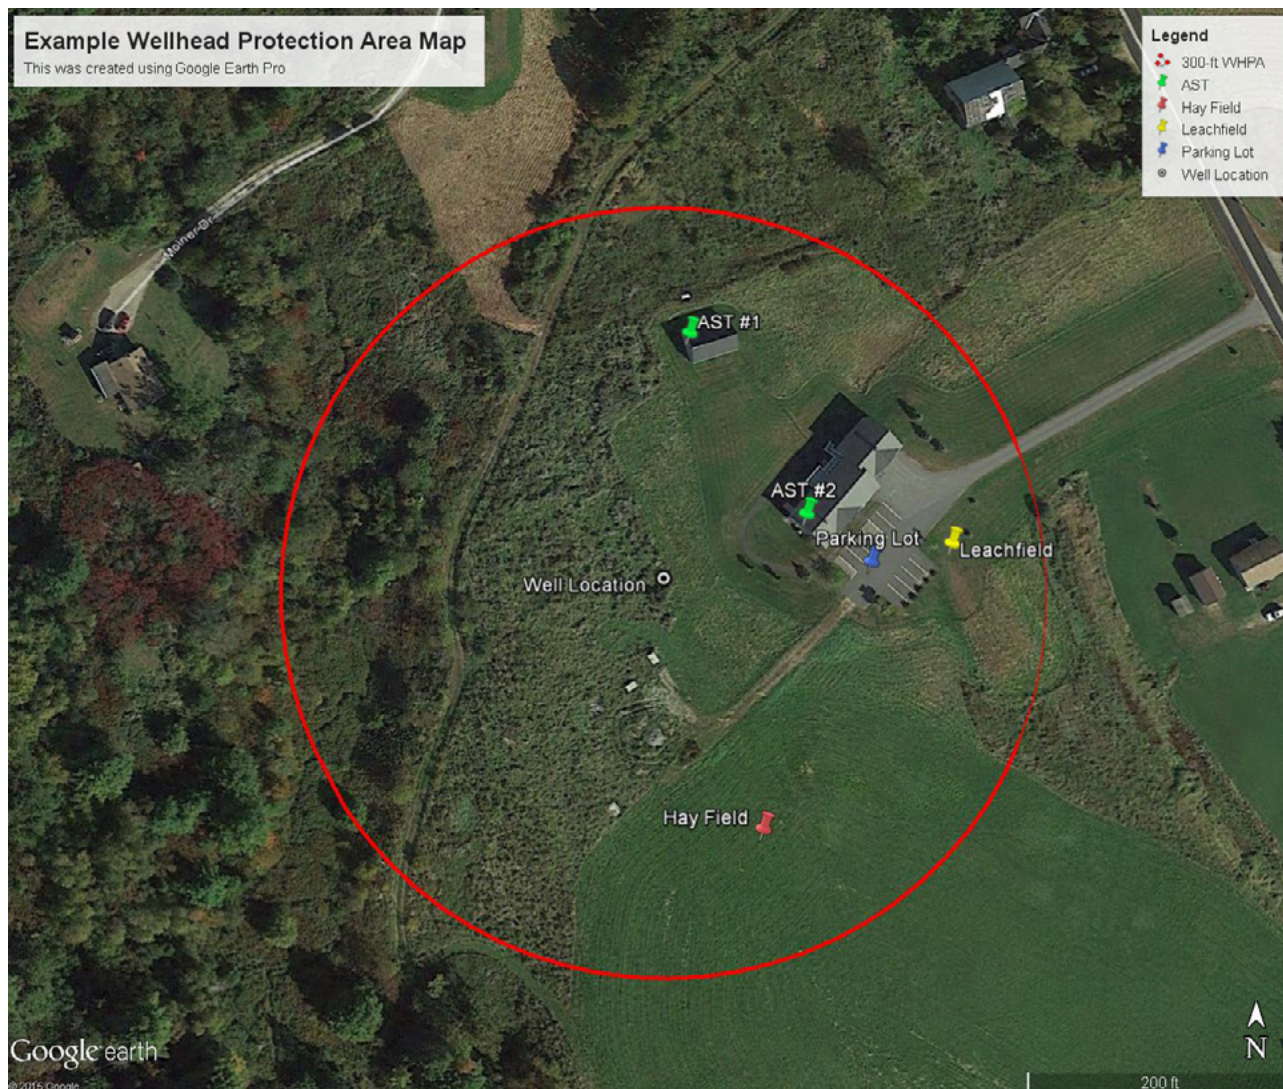 Example Wellhead Protection Area Map
This was created using Google Earth Pro
Legend
300-ft WHPA
AST
Hay Field
Leachfield
Parking Lot
Well Location
AST #1
AST #2
Parking Lot
Leachfield
Well Location
Hay Field
N
Google earth
© 2015 Google
200 ft